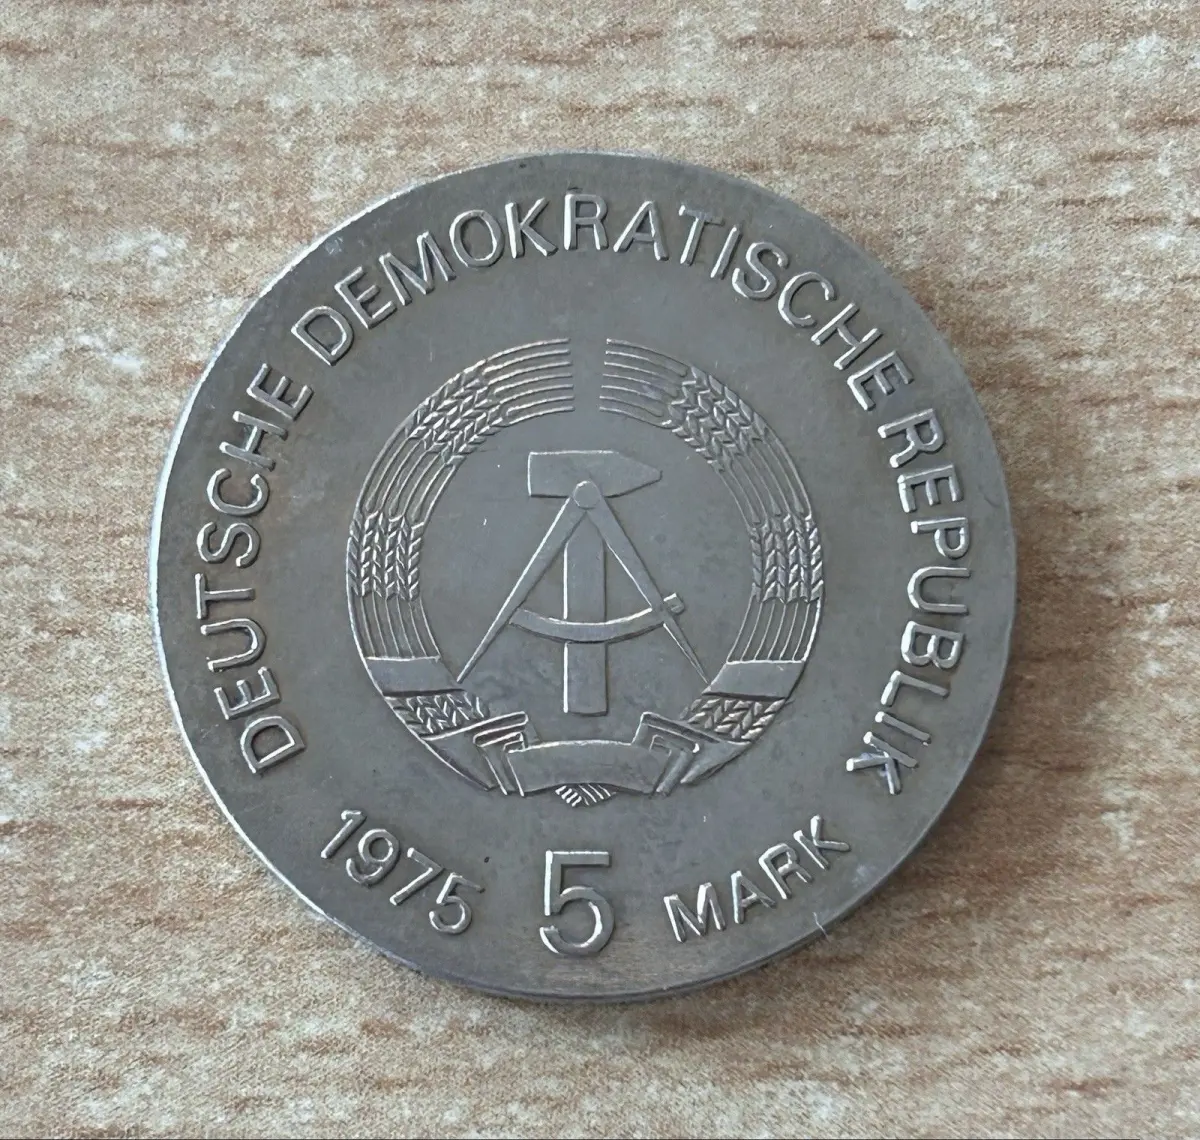 DEUTSCHE DEMOKRATISCHE REPUBLIK
1975 5 MARK